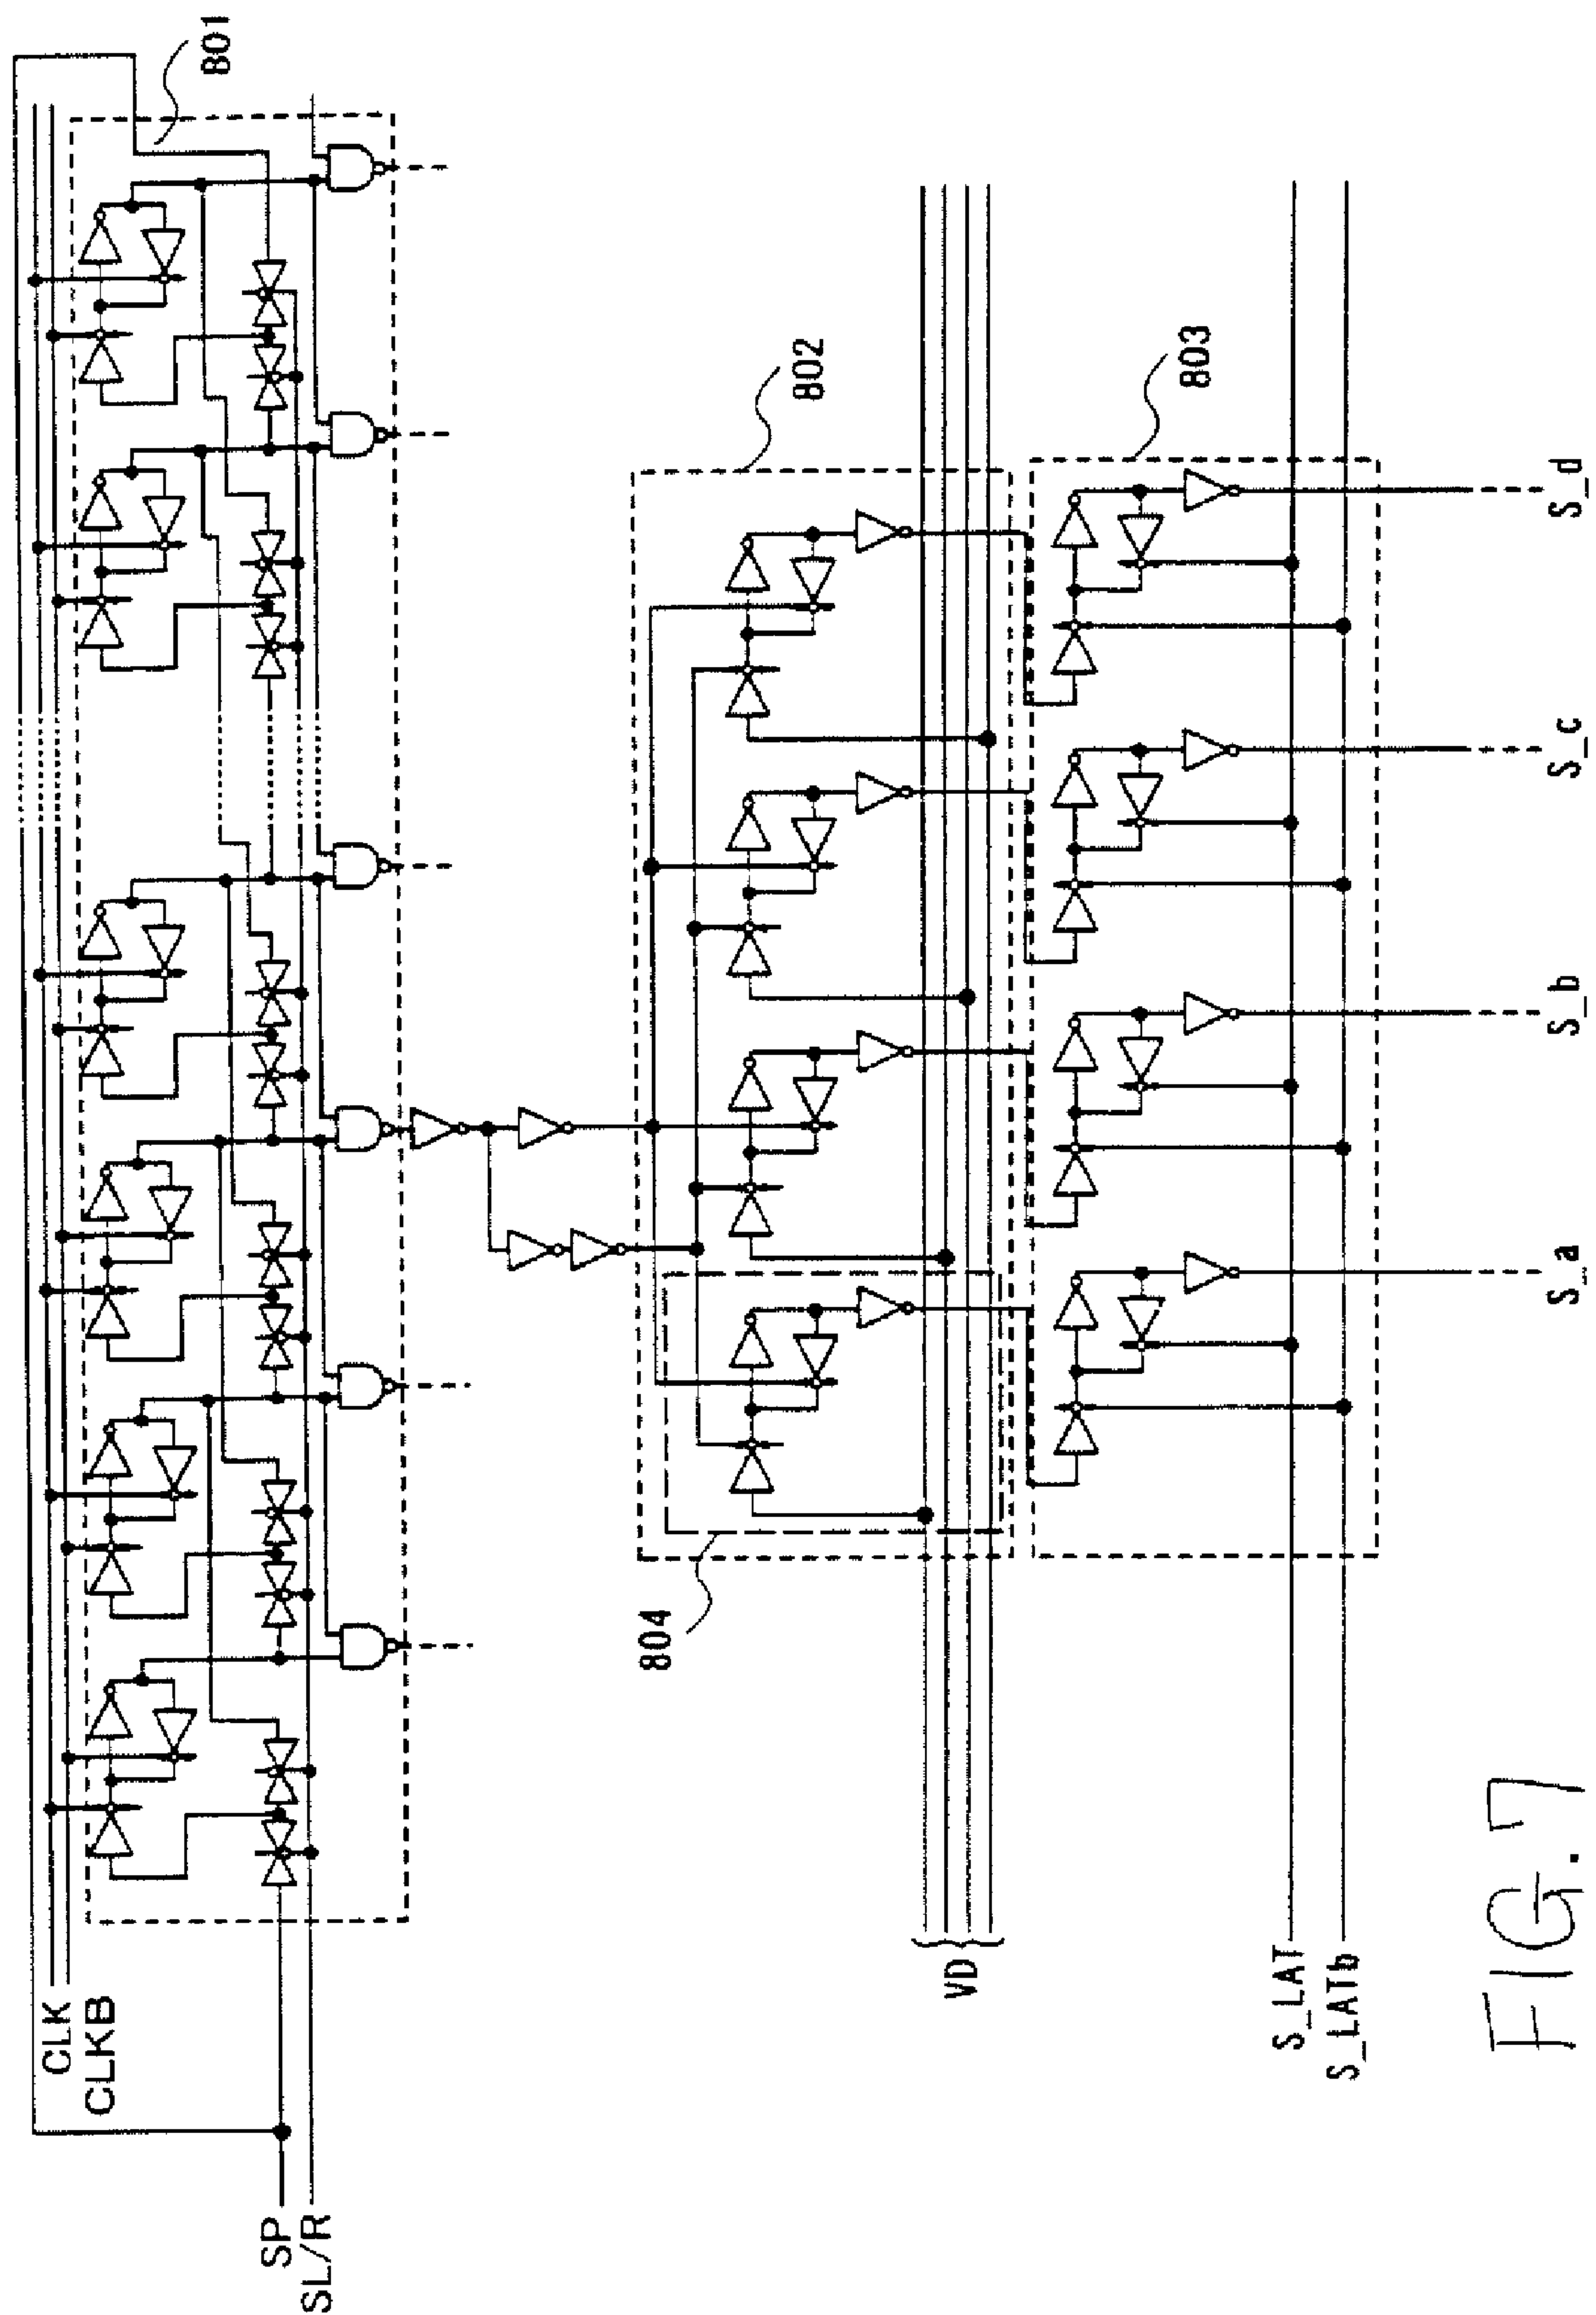 CLK
CLKB
SP
SL/R
801
802
804
VD
803
S_LAT
S_LATb
S_a
S_b
S_c
S_d
FIG. 7